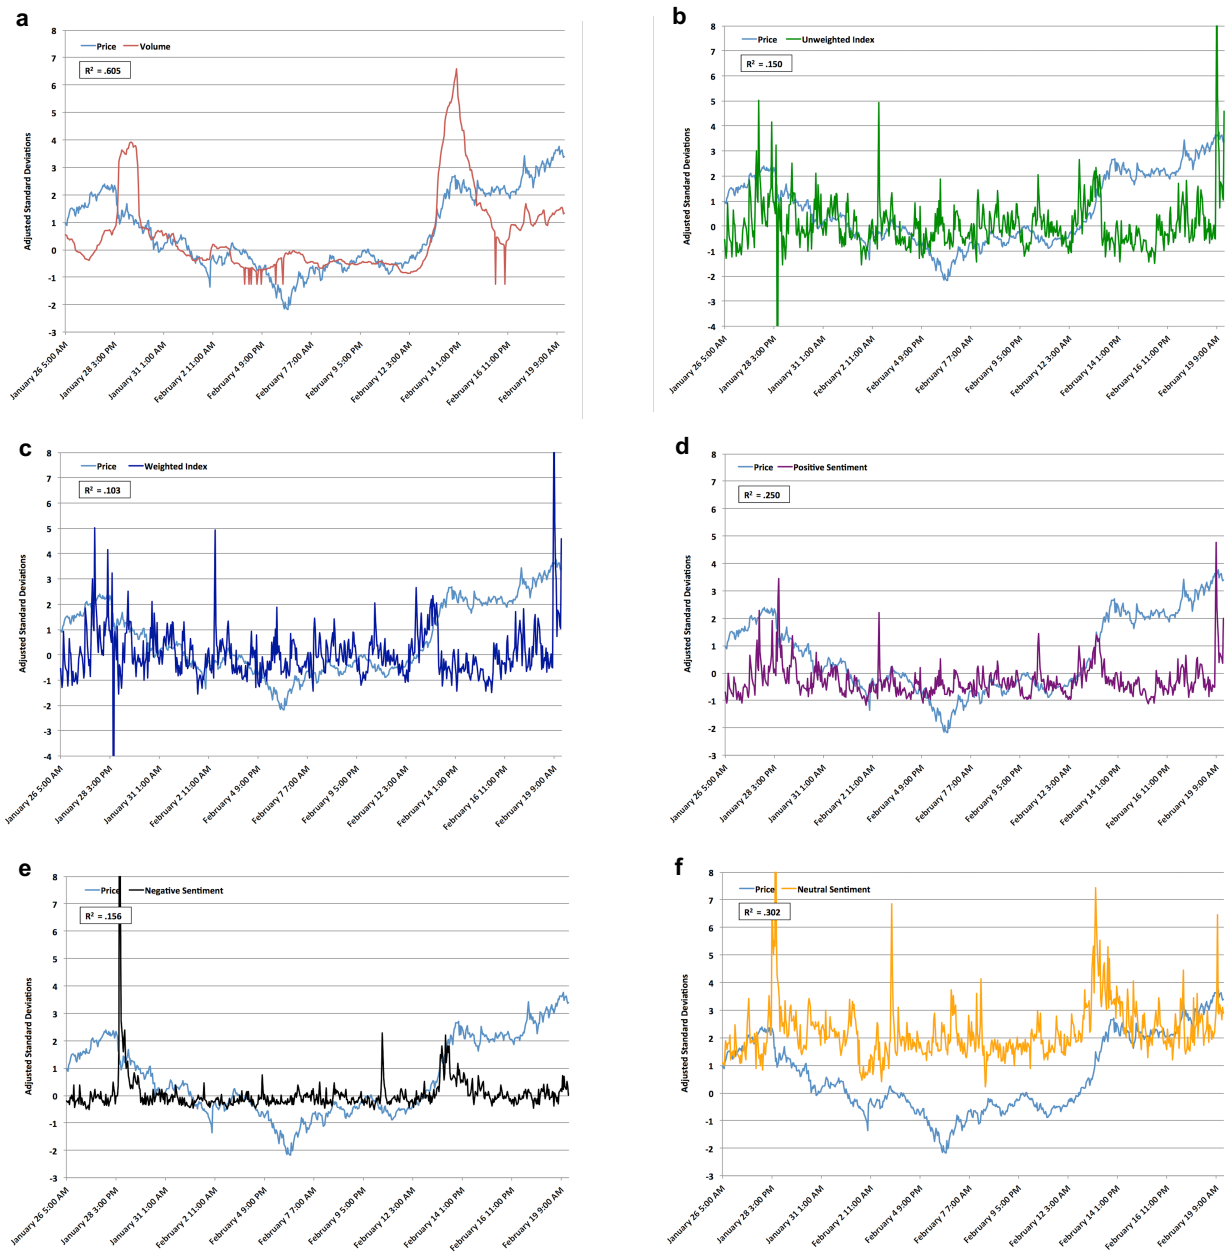 a
Price Volume
R² = .605
Adjusted Standard Deviations
8
7
6
5
4
3
2
1
0
-1
-2
-3
January 26 5:00 AM
January 28 3:00 PM
January 31 1:00 AM
February 2 11:00 AM
February 4 9:00 PM
February 7 7:00 AM
February 9 5:00 PM
February 12 3:00 AM
February 14 1:00 PM
February 16 11:00 PM
February 19 9:00 AM
b
Price Unweighted Index
R² = .150
Adjusted Standard Deviations
8
7
6
5
4
3
2
1
0
-1
-2
-3
-4
January 26 5:00 AM
January 28 3:00 PM
January 31 1:00 AM
February 2 11:00 AM
February 4 9:00 PM
February 7 7:00 AM
February 9 5:00 PM
February 12 3:00 AM
February 14 1:00 PM
February 16 11:00 PM
February 19 9:00 AM
c
Price Weighted Index
R² = .103
Adjusted Standard Deviations
8
7
6
5
4
3
2
1
0
-1
-2
-3
-4
January 26 5:00 AM
January 28 3:00 PM
January 31 1:00 AM
February 2 11:00 AM
February 4 9:00 PM
February 7 7:00 AM
February 9 5:00 PM
February 12 3:00 AM
February 14 1:00 PM
February 16 11:00 PM
February 19 9:00 AM
d
Price Positive Sentiment
R² = .250
Adjusted Standard Deviations
8
7
6
5
4
3
2
1
0
-1
-2
-3
January 26 5:00 AM
January 28 3:00 PM
January 31 1:00 AM
February 2 11:00 AM
February 4 9:00 PM
February 7 7:00 AM
February 9 5:00 PM
February 12 3:00 AM
February 14 1:00 PM
February 16 11:00 PM
February 19 9:00 AM
e
Price Negative Sentiment
R² = .156
Adjusted Standard Deviations
8
7
6
5
4
3
2
1
0
-1
-2
-3
January 26 5:00 AM
January 28 3:00 PM
January 31 1:00 AM
February 2 11:00 AM
February 4 9:00 PM
February 7 7:00 AM
February 9 5:00 PM
February 12 3:00 AM
February 14 1:00 PM
February 16 11:00 PM
February 19 9:00 AM
f
Price Neutral Sentiment
R² = .302
Adjusted Standard Deviations
8
7
6
5
4
3
2
1
0
-1
-2
-3
January 26 5:00 AM
January 28 3:00 PM
January 31 1:00 AM
February 2 11:00 AM
February 4 9:00 PM
February 7 7:00 AM
February 9 5:00 PM
February 12 3:00 AM
February 14 1:00 PM
February 16 11:00 PM
February 19 9:00 AM